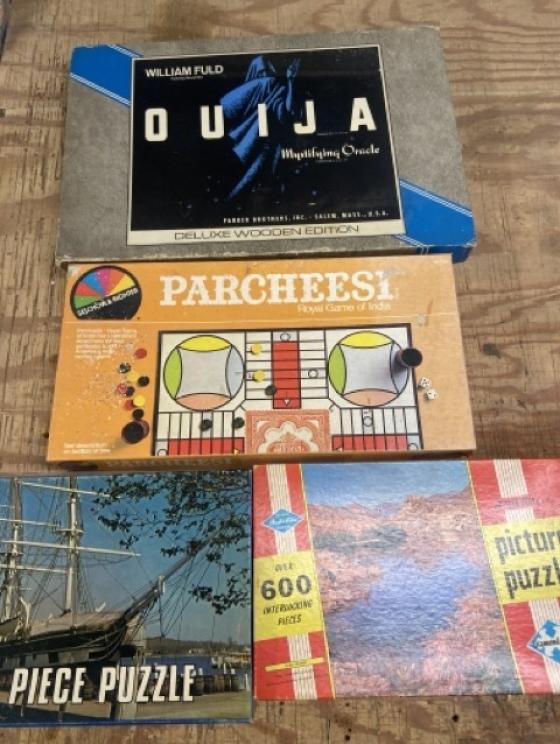 WILLIAM FULD
OUIJA
Mystifying Oracle
PARKER BROTHERS, INC. - SALEM, MASS., U.S.A.
DELUXE WOODEN EDITION
SELCHOW & RIGHTER
PARCHEESI
Royal Game of India
PARCHEESI
PIECE PUZZLE
OVER
600
INTERLOCKING
PIECES
picture
puzzl